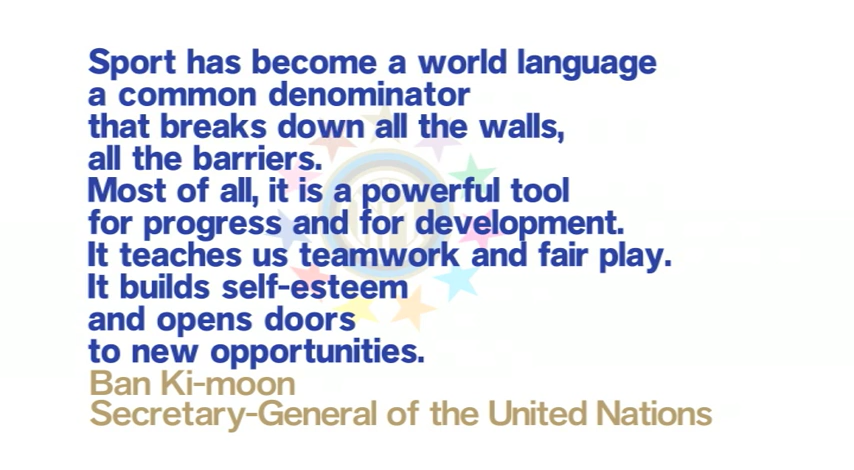 Sport has become a world language
a common denominator
that breaks down all the walls,
all the barriers.
Most of all, it is a powerful tool
for progress and for development.
It teaches us teamwork and fair play.
It builds self-esteem
and opens doors
to new opportunities.
Ban Ki-moon
Secretary-General of the United Nations